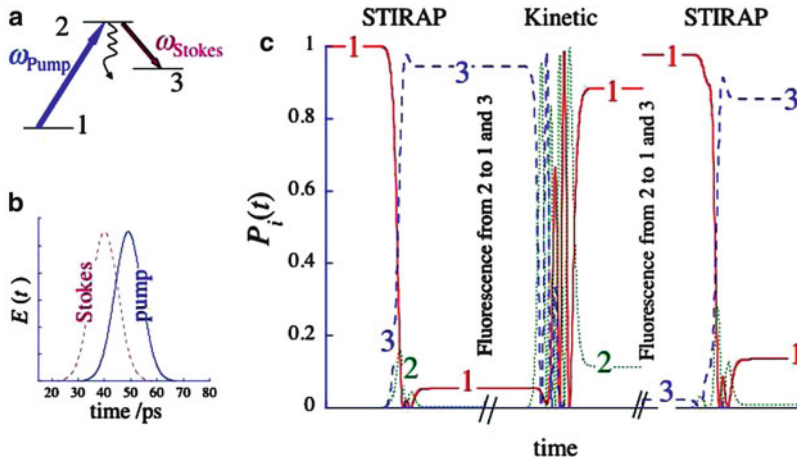 a
2
ωPump
ωStokes
3
1
b
E(t)
Stokes
pump
20 30 40 50 60 70 80
time /ps
c
STIRAP Kinetic STIRAP
Pi(t)
1
0.8
0.6
0.4
0.2
0
1
3
3
2
1
Fluorescence from 2 to 1 and 3
1
2
Fluorescence from 2 to 1 and 3
1
3
3
1
time